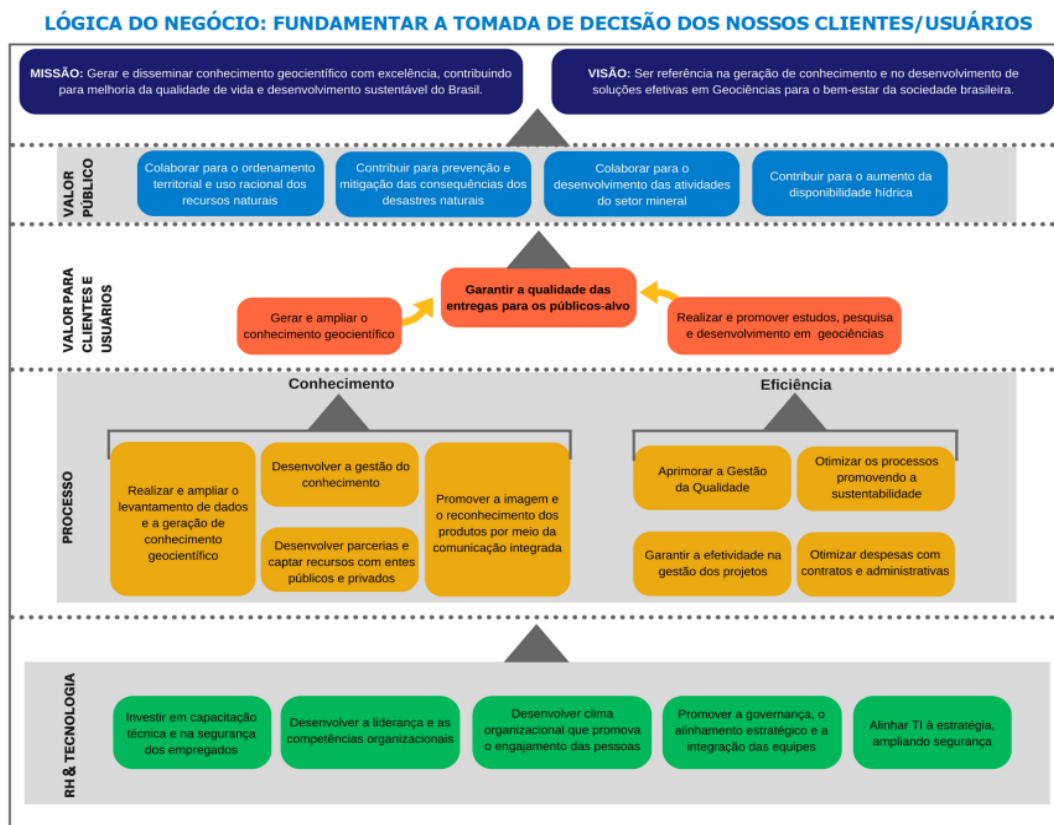 LÓGICA DO NEGÓCIO: FUNDAMENTAR A TOMADA DE DECISÃO DOS NOSSOS CLIENTES/USUÁRIOS
MISSÃO: Gerar e disseminar conhecimento geocientífico com excelência, contribuindo
para melhoria da qualidade de vida e desenvolvimento sustentável do Brasil.
VISÃO: Ser referência na geração de conhecimento e no desenvolvimento de
soluções efetivas em Geociências para o bem-estar da sociedade brasileira.
VALOR
PÚBLICO
Colaborar para o ordenamento
territorial e uso racional dos
recursos naturais
Contribuir para prevenção e
mitigação das consequências dos
desastres naturais
Colaborar para o
desenvolvimento das atividades
do setor mineral
Contribuir para o aumento da
disponibilidade hídrica
VALOR PARA
CLIENTES E
USUÁRIOS
Gerar e ampliar o
conhecimento geocientífico
Garantir a qualidade das
entregas para os públicos-alvo
Realizar e promover estudos, pesquisa
e desenvolvimento em geociências
PROCESSO
Conhecimento
Realizar e ampliar o
levantamento de dados
e a geração de
conhecimento
geocientífico
Desenvolver a gestão do
conhecimento
Desenvolver parcerias e
captar recursos com entes
públicos e privados
Promover a imagem e
o reconhecimento dos
produtos por meio da
comunicação integrada
Eficiência
Aprimorar a Gestão
da Qualidade
Otimizar os processos
promovendo a
sustentabilidade
Garantir a efetividade na
gestão dos projetos
Otimizar despesas com
contratos e administrativas
RH & TECNOLOGIA
Investir em capacitação
técnica e na segurança
dos empregados
Desenvolver a liderança e as
competências organizacionais
Desenvolver clima
organizacional que promova
o engajamento das pessoas
Promover a governança, o
alinhamento estratégico e a
integração das equipes
Alinhar TI à estratégia,
ampliando segurança